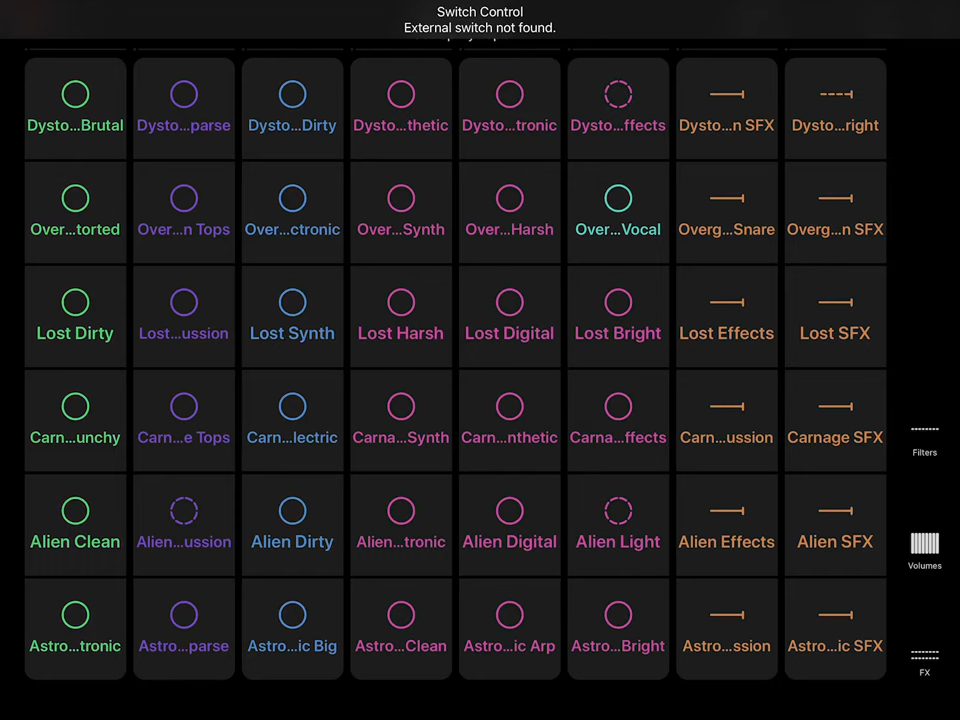 Switch Control
External switch not found.
Dysto...Brutal
Dysto...parse
Dysto...Dirty
Dysto...thetic
Dysto...tronic
Dysto...ffects
Dysto...n SFX
Dysto...right
Over...torted
Over...n Tops
Over...ctronic
Over...Synth
Over...Harsh
Over...Vocal
Overg...Snare
Overg...n SFX
Lost Dirty
Lost...ussion
Lost Synth
Lost Harsh
Lost Digital
Lost Bright
Lost Effects
Lost SFX
Carn...unchy
Carn...e Tops
Carn...lectric
Carna...Synth
Carn...nthetic
Carna...ffects
Carn...ussion
Carnage SFX
Filters
Alien Clean
Alien...ussion
Alien Dirty
Alien...tronic
Alien Digital
Alien Light
Alien Effects
Alien SFX
Volumes
Astro...tronic
Astro...parse
Astro...ic Big
Astro...Clean
Astro...ic Arp
Astro...Bright
Astro...ssion
Astro...ic SFX
FX